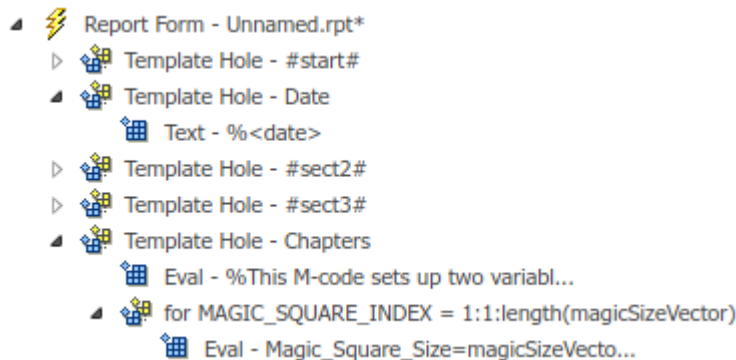 Report Form - Unnamed.rpt*
Template Hole - #start#
Template Hole - Date
Text - %<date>
Template Hole - #sect2#
Template Hole - #sect3#
Template Hole - Chapters
Eval - %This M-code sets up two variabl...
for MAGIC_SQUARE_INDEX = 1:1:length(magicSizeVector)
Eval - Magic_Square_Size=magicSizeVecto...